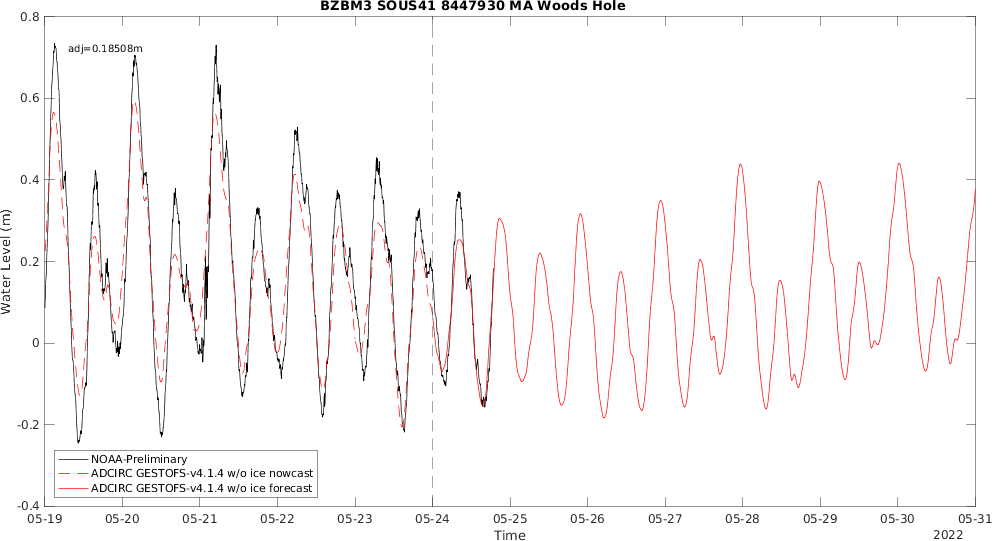 BZBM3 SOUS41 8447930 MA Woods Hole
adj=0.18508m
Water Level (m)
0.8
0.6
0.4
0.2
0
-0.2
-0.4
NOAA-Preliminary
ADCIRC GESTOFS-v4.1.4 w/o ice nowcast
ADCIRC GESTOFS-v4.1.4 w/o ice forecast
05-19 05-20 05-21 05-22 05-23 05-24 05-25 05-26 05-27 05-28 05-29 05-30 05-31
Time
2022